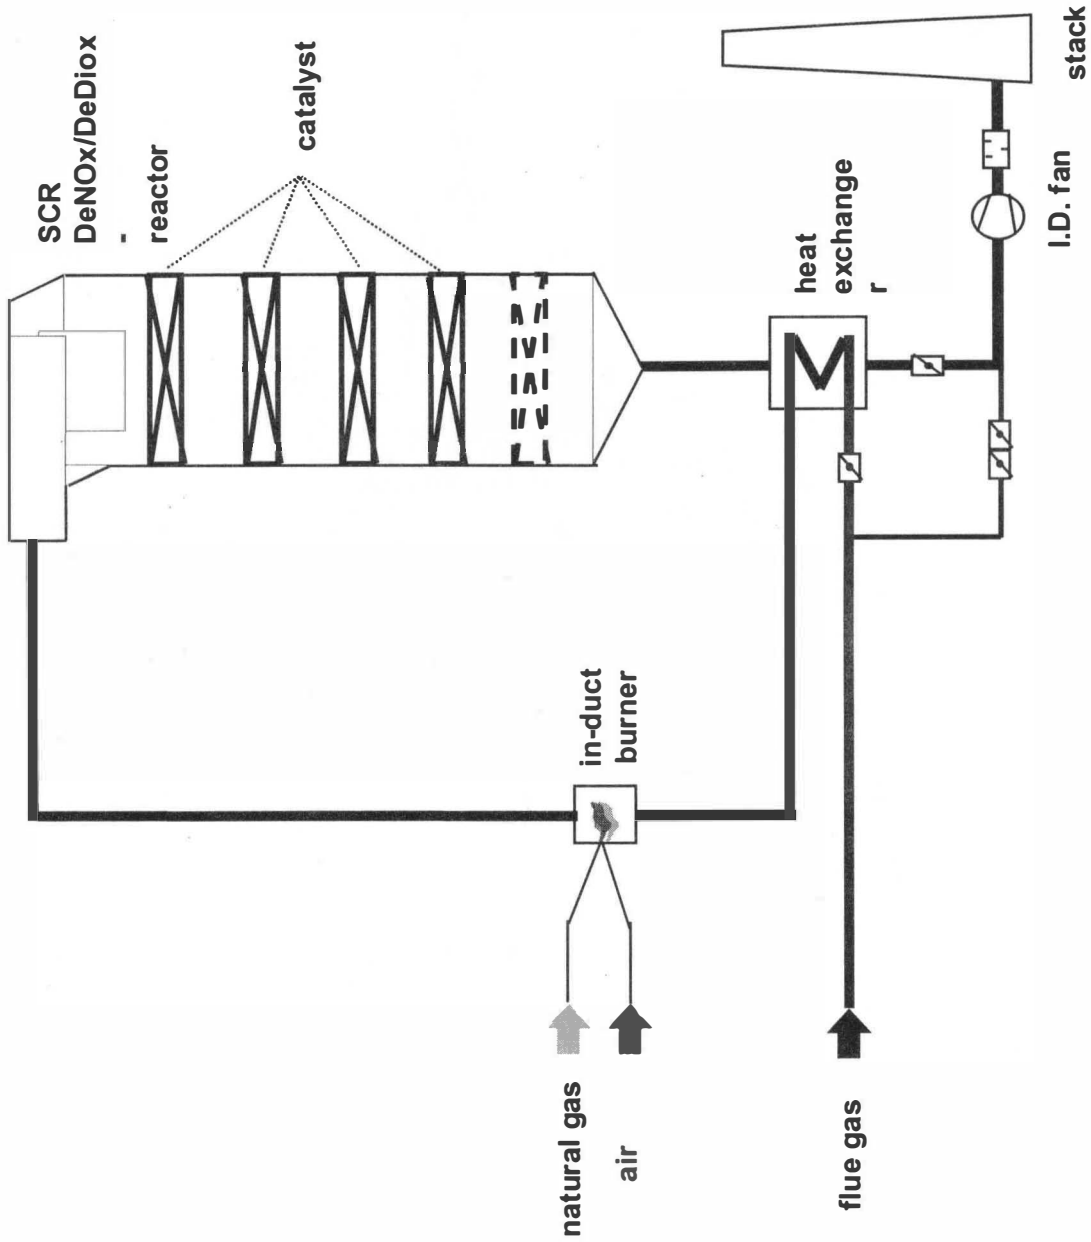 SCR
DeNOx/DeDiox
-
reactor
catalyst
in-duct
burner
natural gas
air
flue gas
heat
exchange
r
I.D. fan
stack